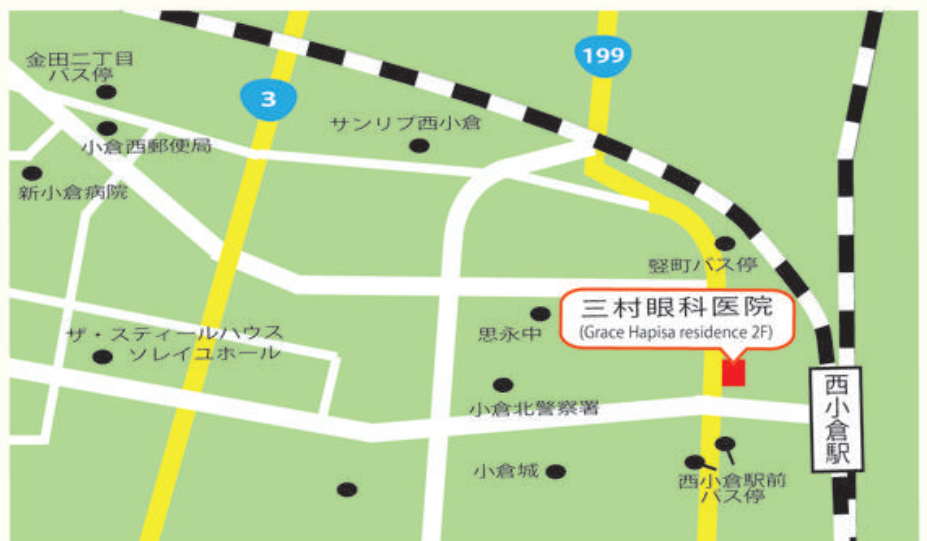 金田二丁目
バス停
3
199
サンリブ西小倉
小倉西郵便局
新小倉病院
竪町バス停
三村眼科医院
(Grace Hapisa residence 2F)
思永中
ザ・スティールハウス
ソレイユホール
西小倉駅
小倉北警察署
小倉城
西小倉駅前
バス停